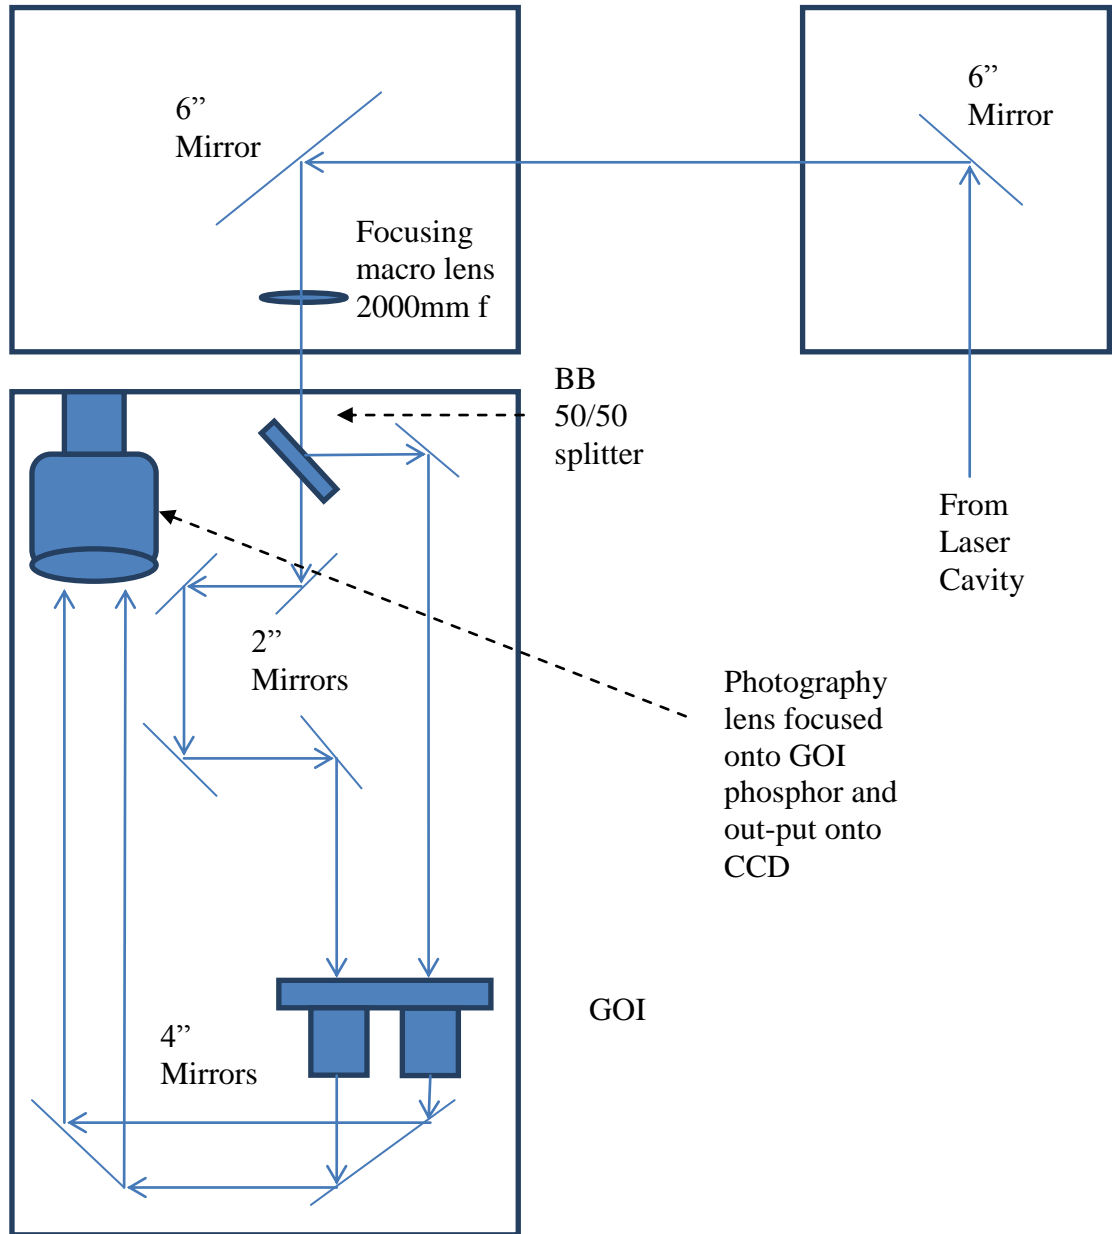 6”
Mirror
6”
Mirror
Focusing
macro lens
2000mm f
BB
50/50
splitter
From
Laser
Cavity
2”
Mirrors
Photography
lens focused
onto GOI
phosphor and
out-put onto
CCD
GOI
4”
Mirrors